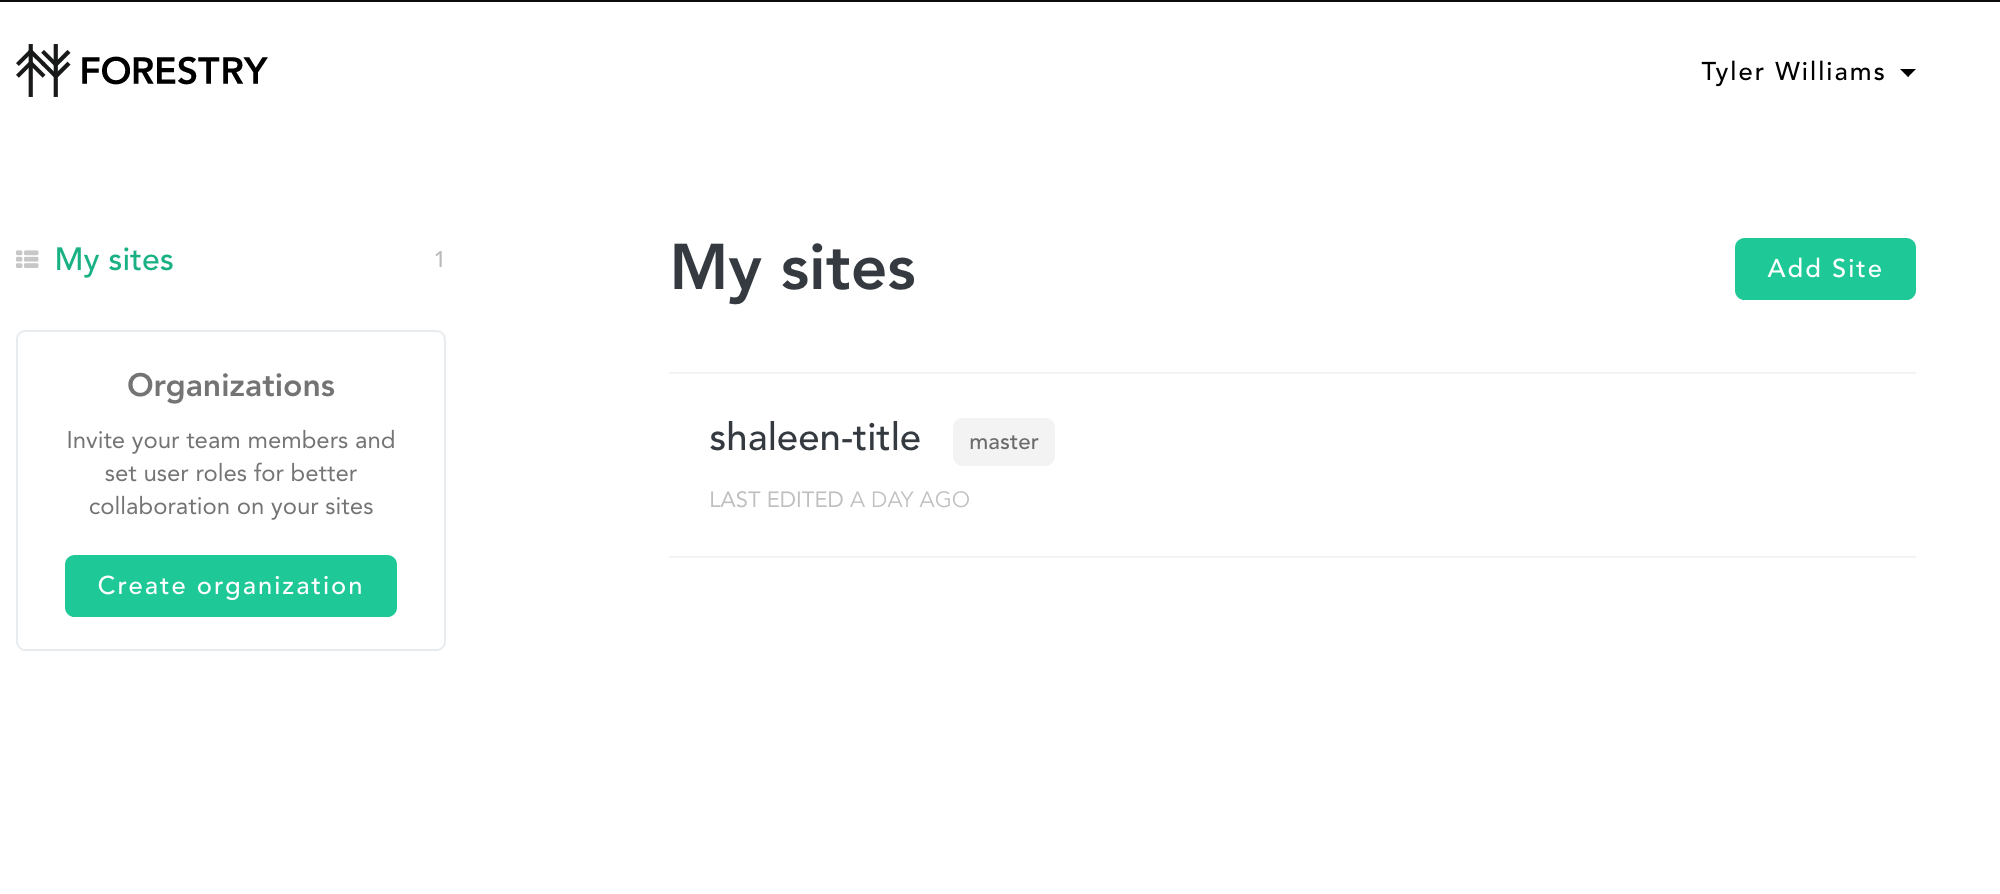 FORESTRY
Tyler Williams
My sites 1
Organizations
Invite your team members and
set user roles for better
collaboration on your sites
Create organization
My sites
Add Site
shaleen-title master
LAST EDITED A DAY AGO